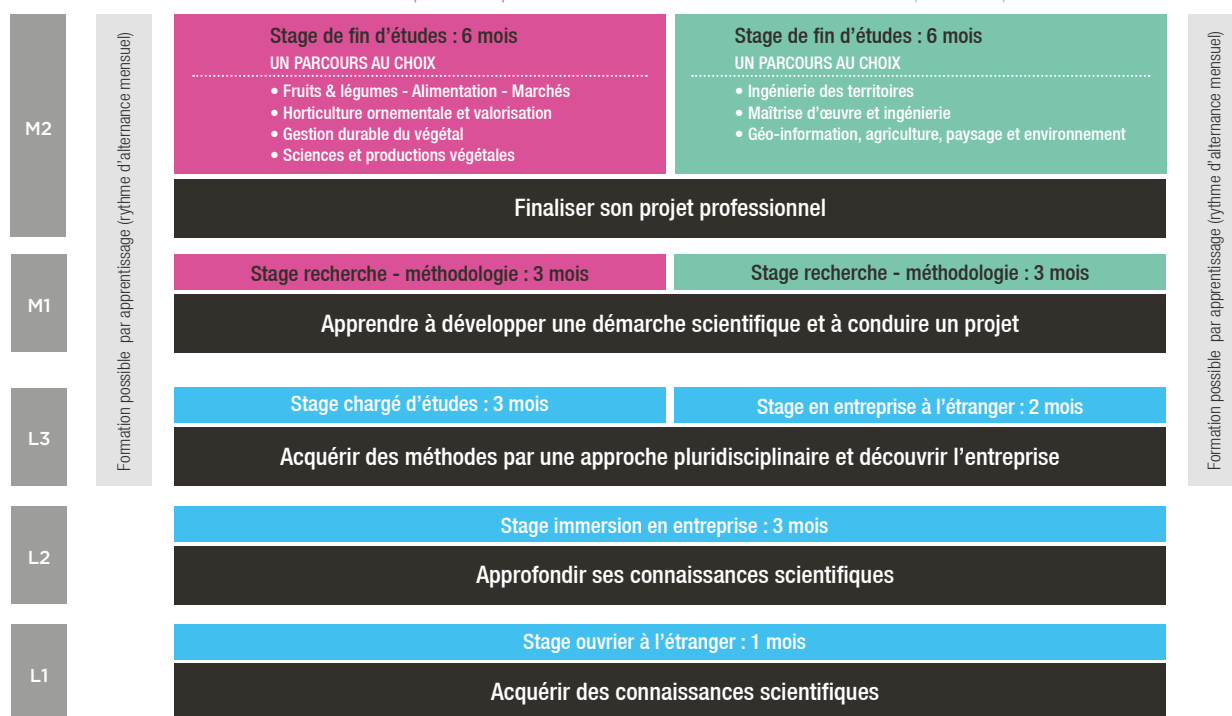 M2
Formation possible par apprentissage (rythme d'alternance mensuel)
Stage de fin d'études : 6 mois
UN PARCOURS AU CHOIX
• Fruits & légumes - Alimentation - Marchés
• Horticulture ornementale et valorisation
• Gestion durable du végétal
• Sciences et productions végétales
Stage de fin d'études : 6 mois
UN PARCOURS AU CHOIX
• Ingénierie des territoires
• Maîtrise d'œuvre et ingénierie
• Géo-information, agriculture, paysage et environnement
Formation possible par apprentissage (rythme d'alternance mensuel)
Finaliser son projet professionnel
M1
Stage recherche - méthodologie : 3 mois
Stage recherche - méthodologie : 3 mois
Apprendre à développer une démarche scientifique et à conduire un projet
L3
Stage chargé d'études : 3 mois
Stage en entreprise à l'étranger : 2 mois
Acquérir des méthodes par une approche pluridisciplinaire et découvrir l'entreprise
L2
Stage immersion en entreprise : 3 mois
Approfondir ses connaissances scientifiques
L1
Stage ouvrier à l'étranger : 1 mois
Acquérir des connaissances scientifiques